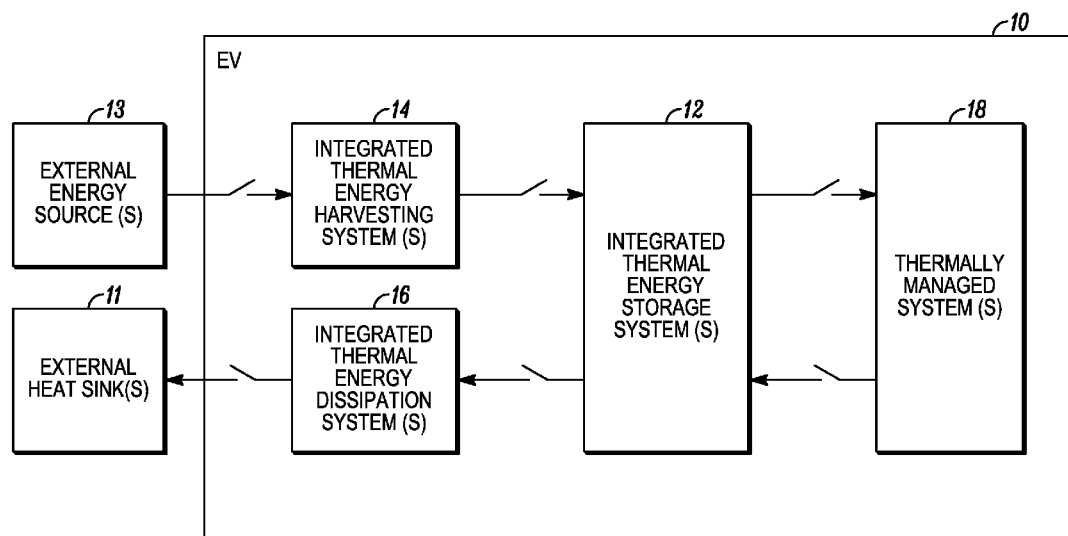 10
EV
13
EXTERNAL
ENERGY
SOURCE (S)
14
INTEGRATED
THERMAL
ENERGY
HARVESTING
SYSTEM (S)
12
INTEGRATED
THERMAL
ENERGY
STORAGE
SYSTEM (S)
18
THERMALLY
MANAGED
SYSTEM (S)
11
EXTERNAL
HEAT SINK(S)
16
INTEGRATED
THERMAL
ENERGY
DISSIPATION
SYSTEM (S)